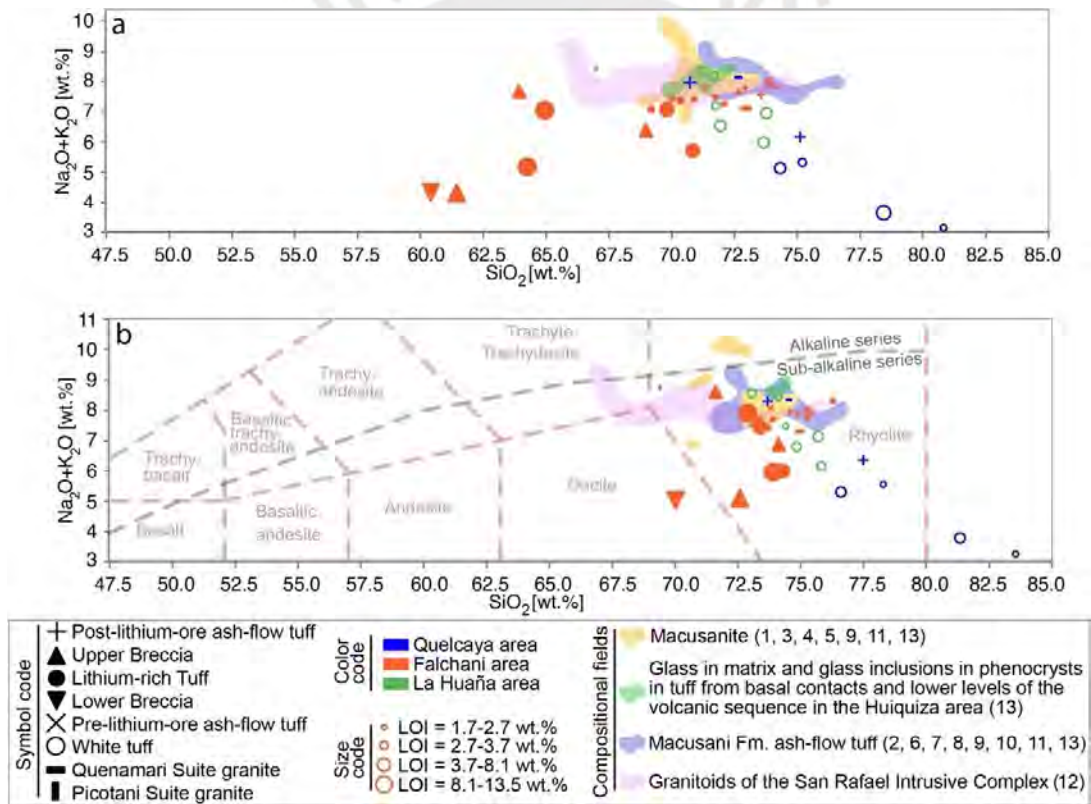 a
10
9
8
7
6
5
4
3
Na₂O+K₂O [wt.%]
47.5 50.0 52.5 55.0 57.5 60.0 62.5 65.0 67.5 70.0 72.5 75.0 77.5 80.0 82.5 85.0
SiO₂[wt.%]
b
11
10
9
8
7
6
5
4
3
Na₂O+K₂O [wt.%]
Trachyte
Trachydacite
Alkaline series
Sub-alkaline series
Trachy-
andesite
Basaltic
trachy-
andesite
Trachy-
basalt
Rhyolite
Dacite
Andesite
Basaltic
andesite
Basalt
47.5 50.0 52.5 55.0 57.5 60.0 62.5 65.0 67.5 70.0 72.5 75.0 77.5 80.0 82.5 85.0
SiO₂[wt.%]
Symbol code
Post-lithium-ore ash-flow tuff
Upper Breccia
Lithium-rich Tuff
Lower Breccia
Pre-lithium-ore ash-flow tuff
White tuff
Quenamari Suite granite
Picotani Suite granite
Color
code
Quelcaya area
Falchani area
La Huaña area
Size
code
LOI = 1.7-2.7 wt.%
LOI = 2.7-3.7 wt.%
LOI = 3.7-8.1 wt.%
LOI = 8.1-13.5 wt.%
Compositional fields
Macusanite (1, 3, 4, 5, 9, 11, 13)
Glass in matrix and glass inclusions in phenocrysts
in tuff from basal contacts and lower levels of the
volcanic sequence in the Huiquiza area (13)
Macusani Fm. ash-flow tuff (2, 6, 7, 8, 9, 10, 11, 13)
Granitoids of the San Rafael Intrusive Complex (12)